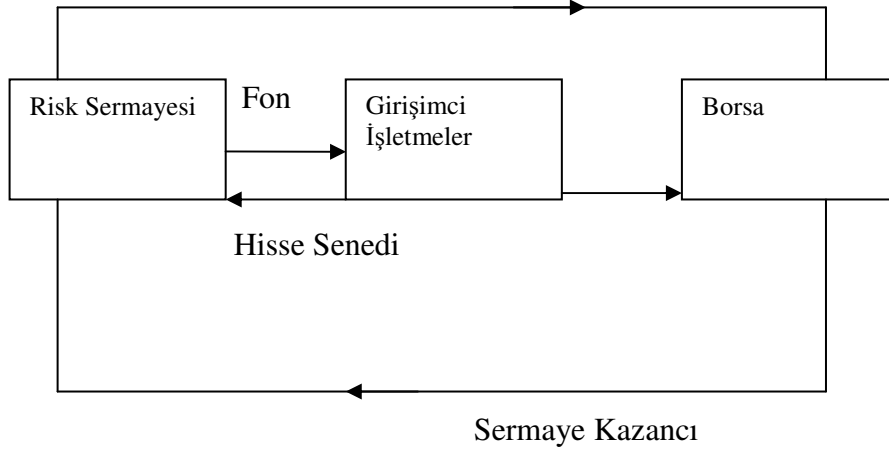 Risk Sermayesi
Fon
Girişimci
İşletmeler
Borsa
Hisse Senedi
Sermaye Kazancı